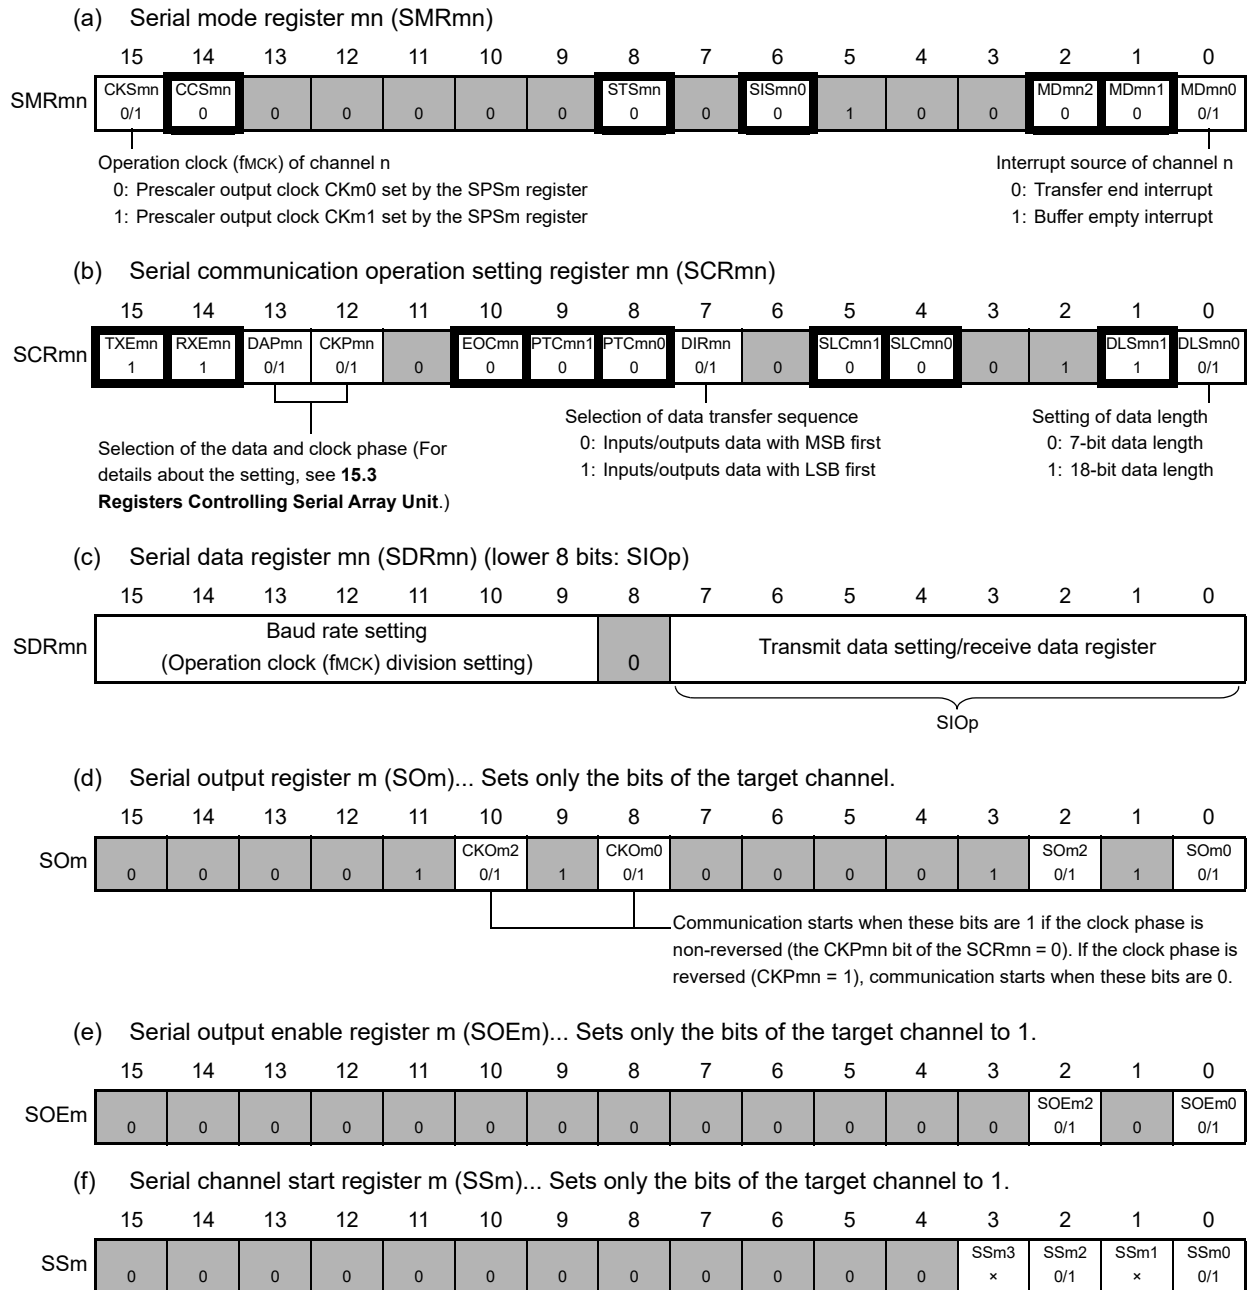 (a) Serial mode register mn (SMRmn)
15 14 13 12 11 10 9 8 7 6 5 4 3 2 1 0
SMRmn CKSmn CCSmn STSmn SISmn0 MDmn2 MDmn1 MDmn0
0/1 0 0 0 0 0 0 0 0 0 1 0 0 0 0 0/1
Operation clock (fMCK) of channel n
0: Prescaler output clock CKm0 set by the SPSm register
1: Prescaler output clock CKm1 set by the SPSm register
Interrupt source of channel n
0: Transfer end interrupt
1: Buffer empty interrupt
(b) Serial communication operation setting register mn (SCRmn)
15 14 13 12 11 10 9 8 7 6 5 4 3 2 1 0
SCRmn TXEmn RXEmn DAPmn CKPmn EOCmn PTCmn1 PTCmn0 DIRmn SLCmn1 SLCmn0 DLSmn1 DLSmn0
1 1 0/1 0/1 0 0 0 0 0/1 0 0 0 0 1 1 0/1
Selection of the data and clock phase (For
details about the setting, see 15.3
Registers Controlling Serial Array Unit.)
Selection of data transfer sequence
0: Inputs/outputs data with MSB first
1: Inputs/outputs data with LSB first
Setting of data length
0: 7-bit data length
1: 18-bit data length
(c) Serial data register mn (SDRmn) (lower 8 bits: SIOp)
15 14 13 12 11 10 9 8 7 6 5 4 3 2 1 0
SDRmn
Baud rate setting
(Operation clock (fMCK) division setting)
0
Transmit data setting/receive data register
SIOp
(d) Serial output register m (SOm)... Sets only the bits of the target channel.
15 14 13 12 11 10 9 8 7 6 5 4 3 2 1 0
SOm CKOm2 CKOm0 SOm2 SOm0
0 0 0 0 1 0/1 1 0/1 0 0 0 0 1 0/1 1 0/1
Communication starts when these bits are 1 if the clock phase is
non-reversed (the CKPmn bit of the SCRmn = 0). If the clock phase is
reversed (CKPmn = 1), communication starts when these bits are 0.
(e) Serial output enable register m (SOEm)... Sets only the bits of the target channel to 1.
15 14 13 12 11 10 9 8 7 6 5 4 3 2 1 0
SOEm SOEm2 SOEm0
0 0 0 0 0 0 0 0 0 0 0 0 0 0/1 0 0/1
(f) Serial channel start register m (SSm)... Sets only the bits of the target channel to 1.
15 14 13 12 11 10 9 8 7 6 5 4 3 2 1 0
SSm SSm3 SSm2 SSm1 SSm0
0 0 0 0 0 0 0 0 0 0 0 0 × 0/1 × 0/1